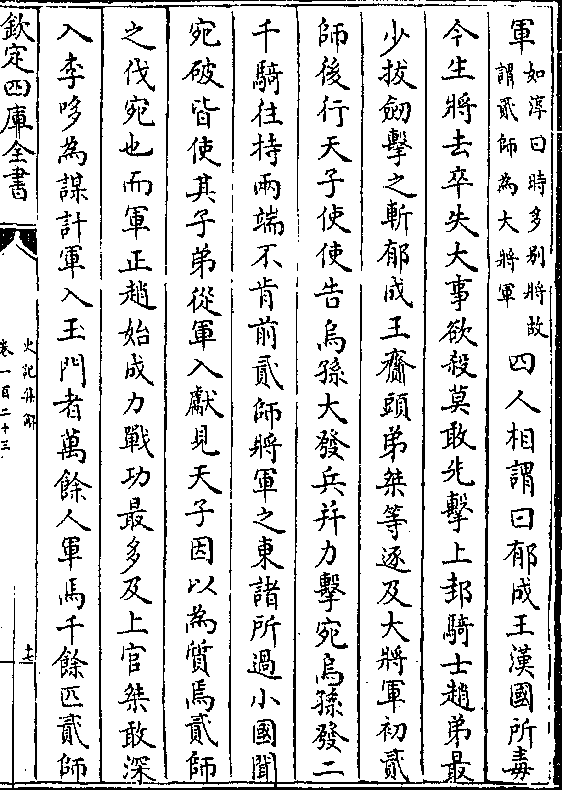 軍如淳曰時多别將故謂貳師為大將軍四人相謂曰郁成王漢國所毒
今生將去卒失大事欲殺莫敢先擊上邽騎士趙弟最
少拔劔擊之斬郁成王齎頭弟桀等逐及大將軍初貳
師後行天子使使告烏孫大發兵并力擊宛烏孫發二
千騎往持兩端不肯前貳師將軍之東諸所過小國聞
宛破皆使其子弟從軍入獻見天子因以為質焉貳師
之伐宛也而軍正趙始成力戰功最多及上官桀敢深
入李哆為謀計軍入玉門者萬餘人軍馬千餘匹貳師
欽定四庫全書
史記集解
卷一百二十三
十二